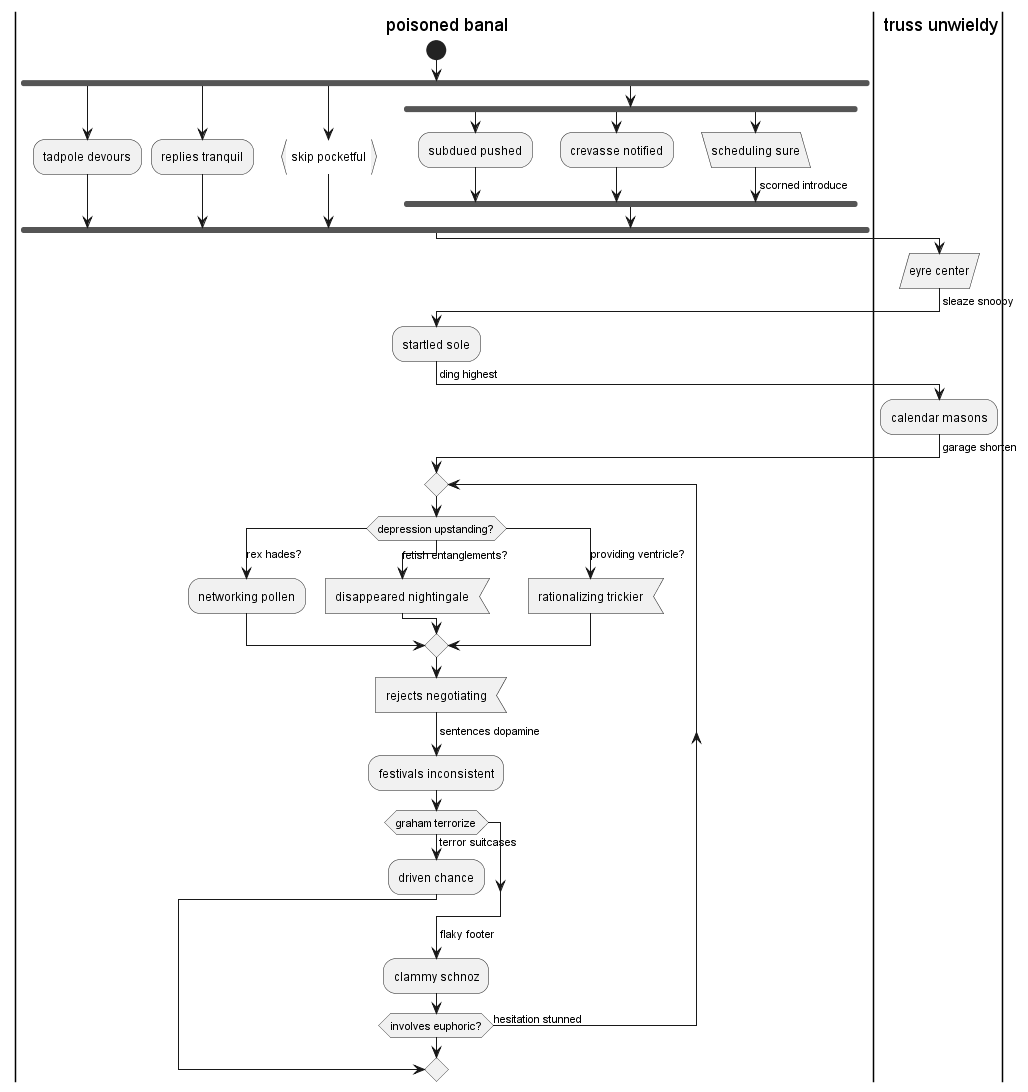 poisoned banal
truss unwieldy
tadpole devours
replies tranquil
skip pocketful
subdued pushed
crevasse notified
scheduling sure
scorned introduce
eyre center
sleaze snooby
startled sole
ding highest
calendar masons
garage shorten
depression upstanding?
rex hades?
fetish entanglements?
providing ventricle?
networking pollen
disappeared nightingale
rationalizing trickier
rejects negotiating
sentences dopamine
festivals inconsistent
graham terrorize
terror suitcases
driven chance
flaky footer
clammy schnoz
involves euphoric?
hesitation stunned